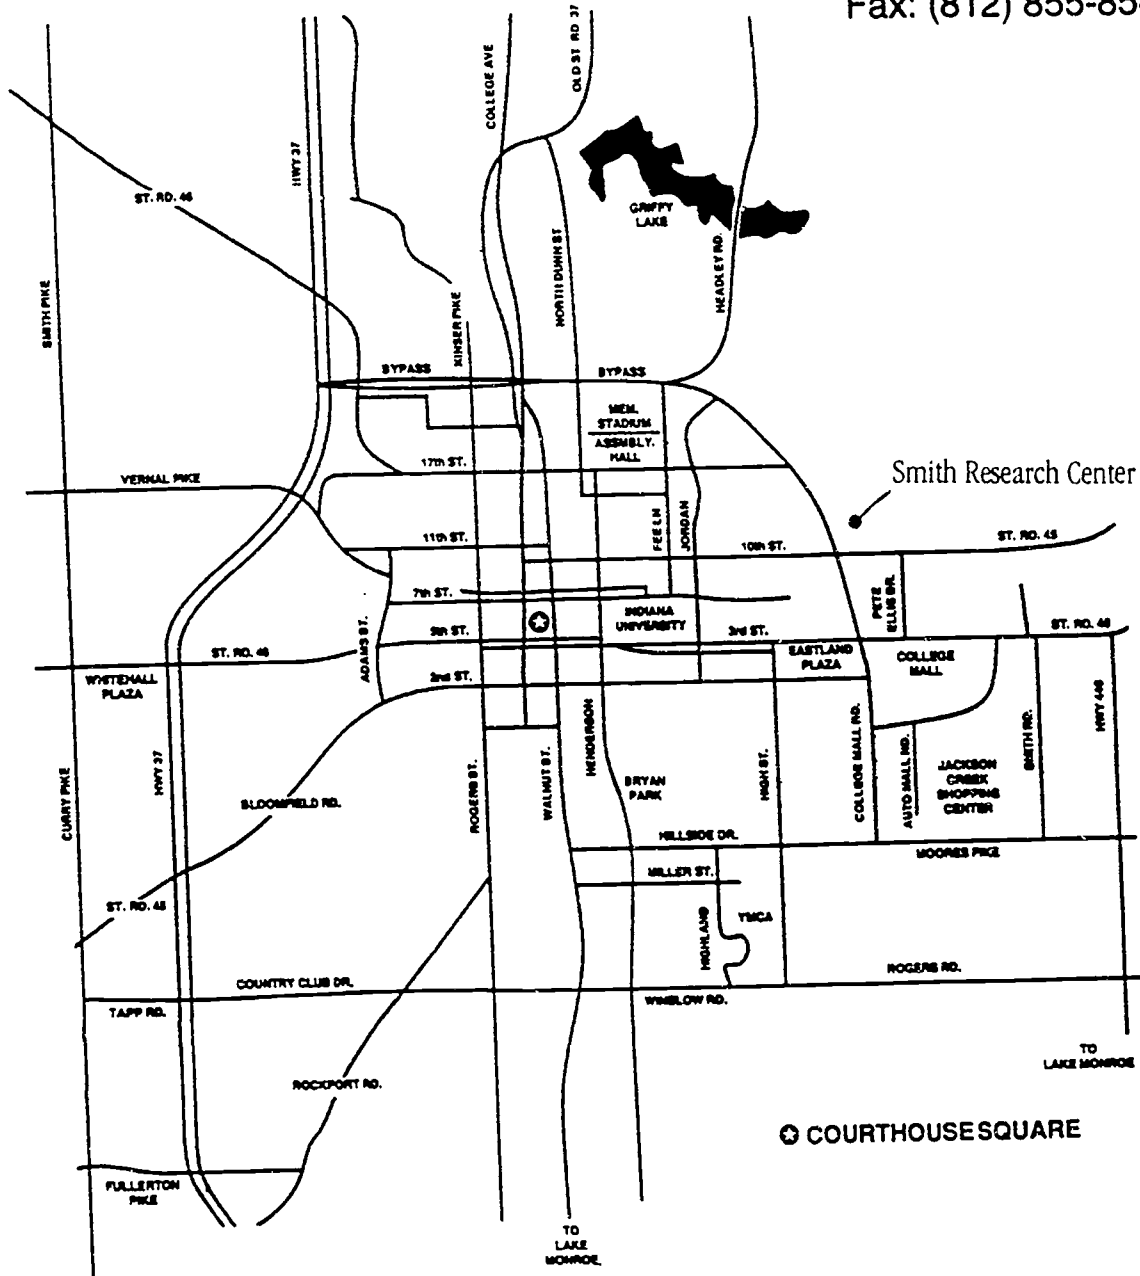 Fax: (812) 855-85
OLD ST RD 37
COLLEGE AVE
HWY 37
ST. RD. 46
GRIFFY
LAKE
NORTH DUNN ST
HEADLEY RD.
SMITH PIKE
KINSER PIKE
BYPASS
BYPASS
MEM.
STADIUM
ASSMBLY.
HALL
17th ST.
VERNAL PIKE
Smith Research Center
FEE LN
JORDAN
11th ST.
10th ST.
ST. RD. 45
7th ST.
PETE
ELLIS DR.
INDIANA
UNIVERSITY
ADAMS ST.
5th ST.
3rd ST.
ST. RD. 46
ST. RD. 46
EASTLAND
PLAZA
COLLEGE
MALL
WHITEHALL
PLAZA
2nd ST.
HWY 446
HENDERSON
SMITH RD.
COLLEGE MALL RD.
AUTO MALL RD.
HIGH ST.
WALNUT ST.
ROGERS ST.
HWY 37
CURRY PIKE
JACKSON
CREEK
SHOPPING
CENTER
BRYAN
PARK
BLOOMFIELD RD.
HILLSIDE DR.
MOORES PIKE
MILLER ST.
ST. RD. 45
HIGHLAND
YMCA
ROGERS RD.
COUNTRY CLUB DR.
WINSLOW RD.
TAPP RD.
TO
LAKE MONROE
ROCKPORT RD.
COURTHOUSE SQUARE
FULLERTON
PIKE
TO
LAKE
MONROE